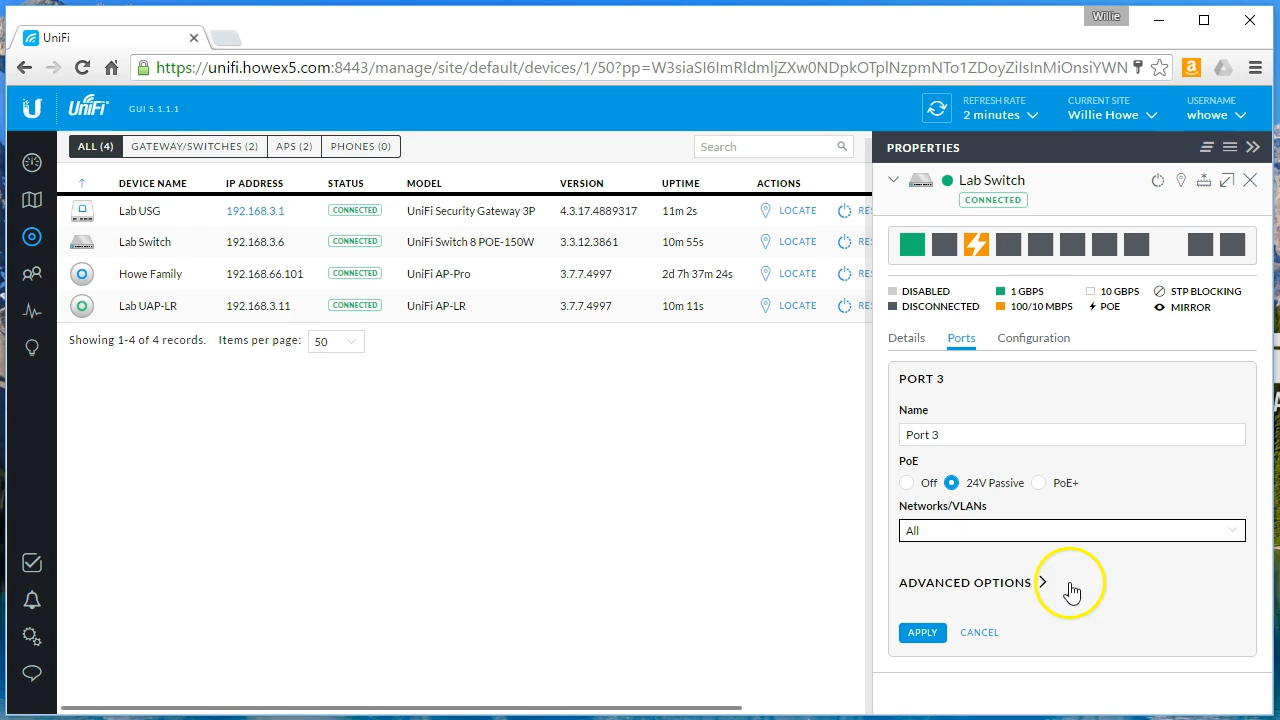 Willie
UniFi
https://unifi.howex5.com:8443/manage/site/default/devices/1/50?pp=W3siaSI6ImRldmljZXw0NDpkOTplNzpmNTo1ZDoyZiIsInMiOnsiYWN
UniFi GUI 5.1.1.1
REFRESH RATE CURRENT SITE USERNAME
2 minutes Willie Howe whowe
ALL (4) GATEWAY/SWITCHES (2) APS (2) PHONES (0) Search
DEVICE NAME IP ADDRESS STATUS MODEL VERSION UPTIME ACTIONS
Lab USG 192.168.3.1 CONNECTED UniFi Security Gateway 3P 4.3.17.4889317 11m 2s LOCATE RES
Lab Switch 192.168.3.6 CONNECTED UniFi Switch 8 POE-150W 3.3.12.3861 10m 55s LOCATE RES
Howe Family 192.168.66.101 CONNECTED UniFi AP-Pro 3.7.7.4997 2d 7h 37m 24s LOCATE RES
Lab UAP-LR 192.168.3.11 CONNECTED UniFi AP-LR 3.7.7.4997 10m 11s LOCATE RES
Showing 1-4 of 4 records. Items per page: 50
PROPERTIES
Lab Switch
CONNECTED
DISABLED 1 GBPS 10 GBPS STP BLOCKING
DISCONNECTED 100/10 MBPS POE MIRROR
Details Ports Configuration
PORT 3
Name
Port 3
PoE
Off 24V Passive PoE+
Networks/VLANs
All
ADVANCED OPTIONS
APPLY CANCEL